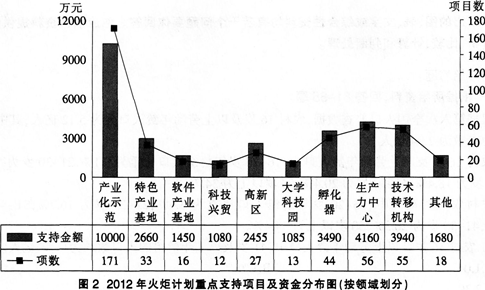 万元
项目数
12000
9000
6000
3000
0
180
160
140
120
100
80
60
40
20
0
产业化示范 特色产业基地 软件产业基地 科技兴贸 高新区 大学科技园 孵化器 生产力中心 技术转移机构 其他
支持金额 10000 2660 1450 1080 2455 1085 3490 4160 3940 1680
项数 171 33 16 12 27 13 44 56 55 18
图 2 2012 年火炬计划重点支持项目及资金分布图(按领域划分)